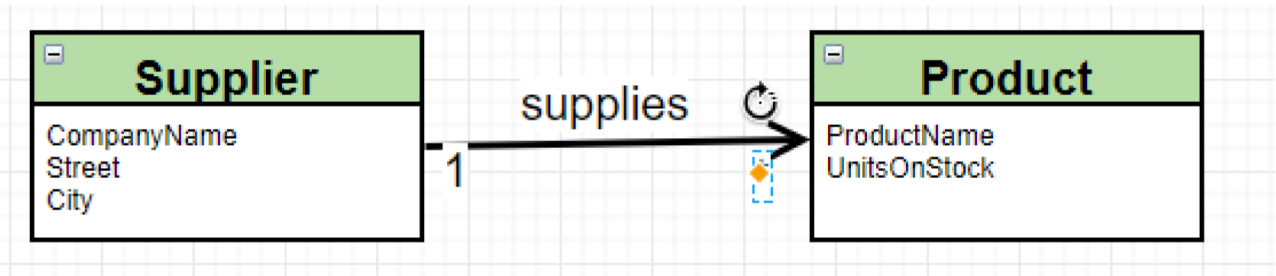 Supplier
CompanyName
Street
City
supplies
1
Product
ProductName
UnitsOnStock